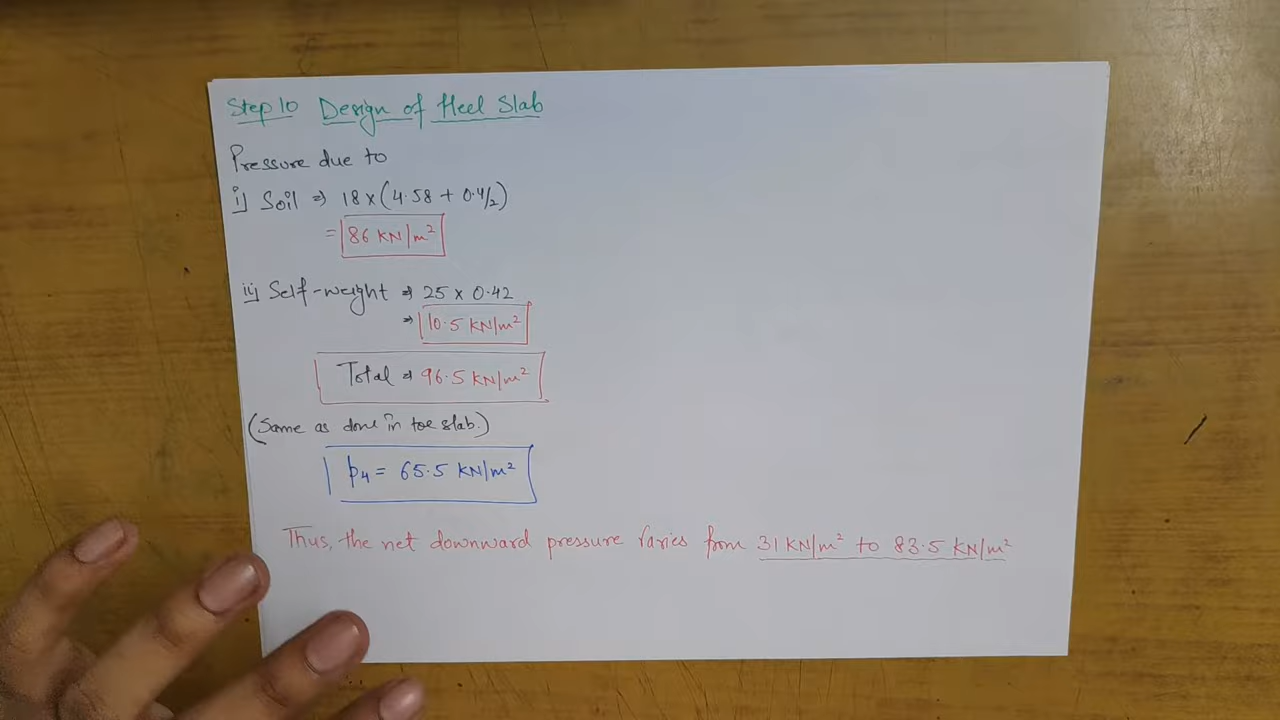 Step 10 Design of Heel Slab
Pressure due to
i] Soil ⇒ 18 x (4.58 + 0.4/2)
= 86 KN/m²
ii] Self-weight ⇒ 25 x 0.42
⇒ 10.5 KN/m²
Total ⇒ 96.5 KN/m²
(Same as done in toe slab.)
p₄ = 65.5 KN/m²
Thus, the net downward pressure varies from 31 KN/m² to 83.5 KN/m²